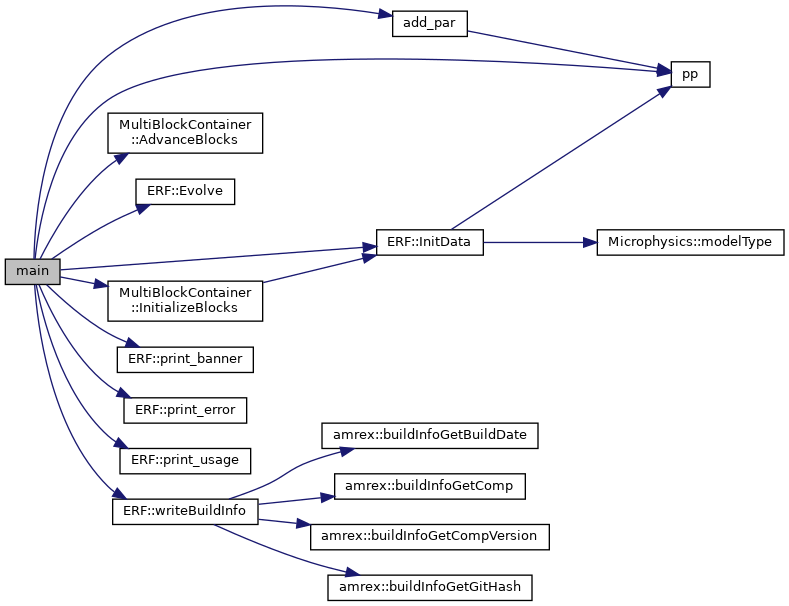 add_par
pp
MultiBlockContainer
::AdvanceBlocks
ERF::Evolve
ERF::InitData
Microphysics::modelType
main
MultiBlockContainer
::InitializeBlocks
ERF::print_banner
ERF::print_error
ERF::print_usage
amrex::buildInfoGetBuildDate
amrex::buildInfoGetComp
ERF::writeBuildInfo
amrex::buildInfoGetCompVersion
amrex::buildInfoGetGitHash